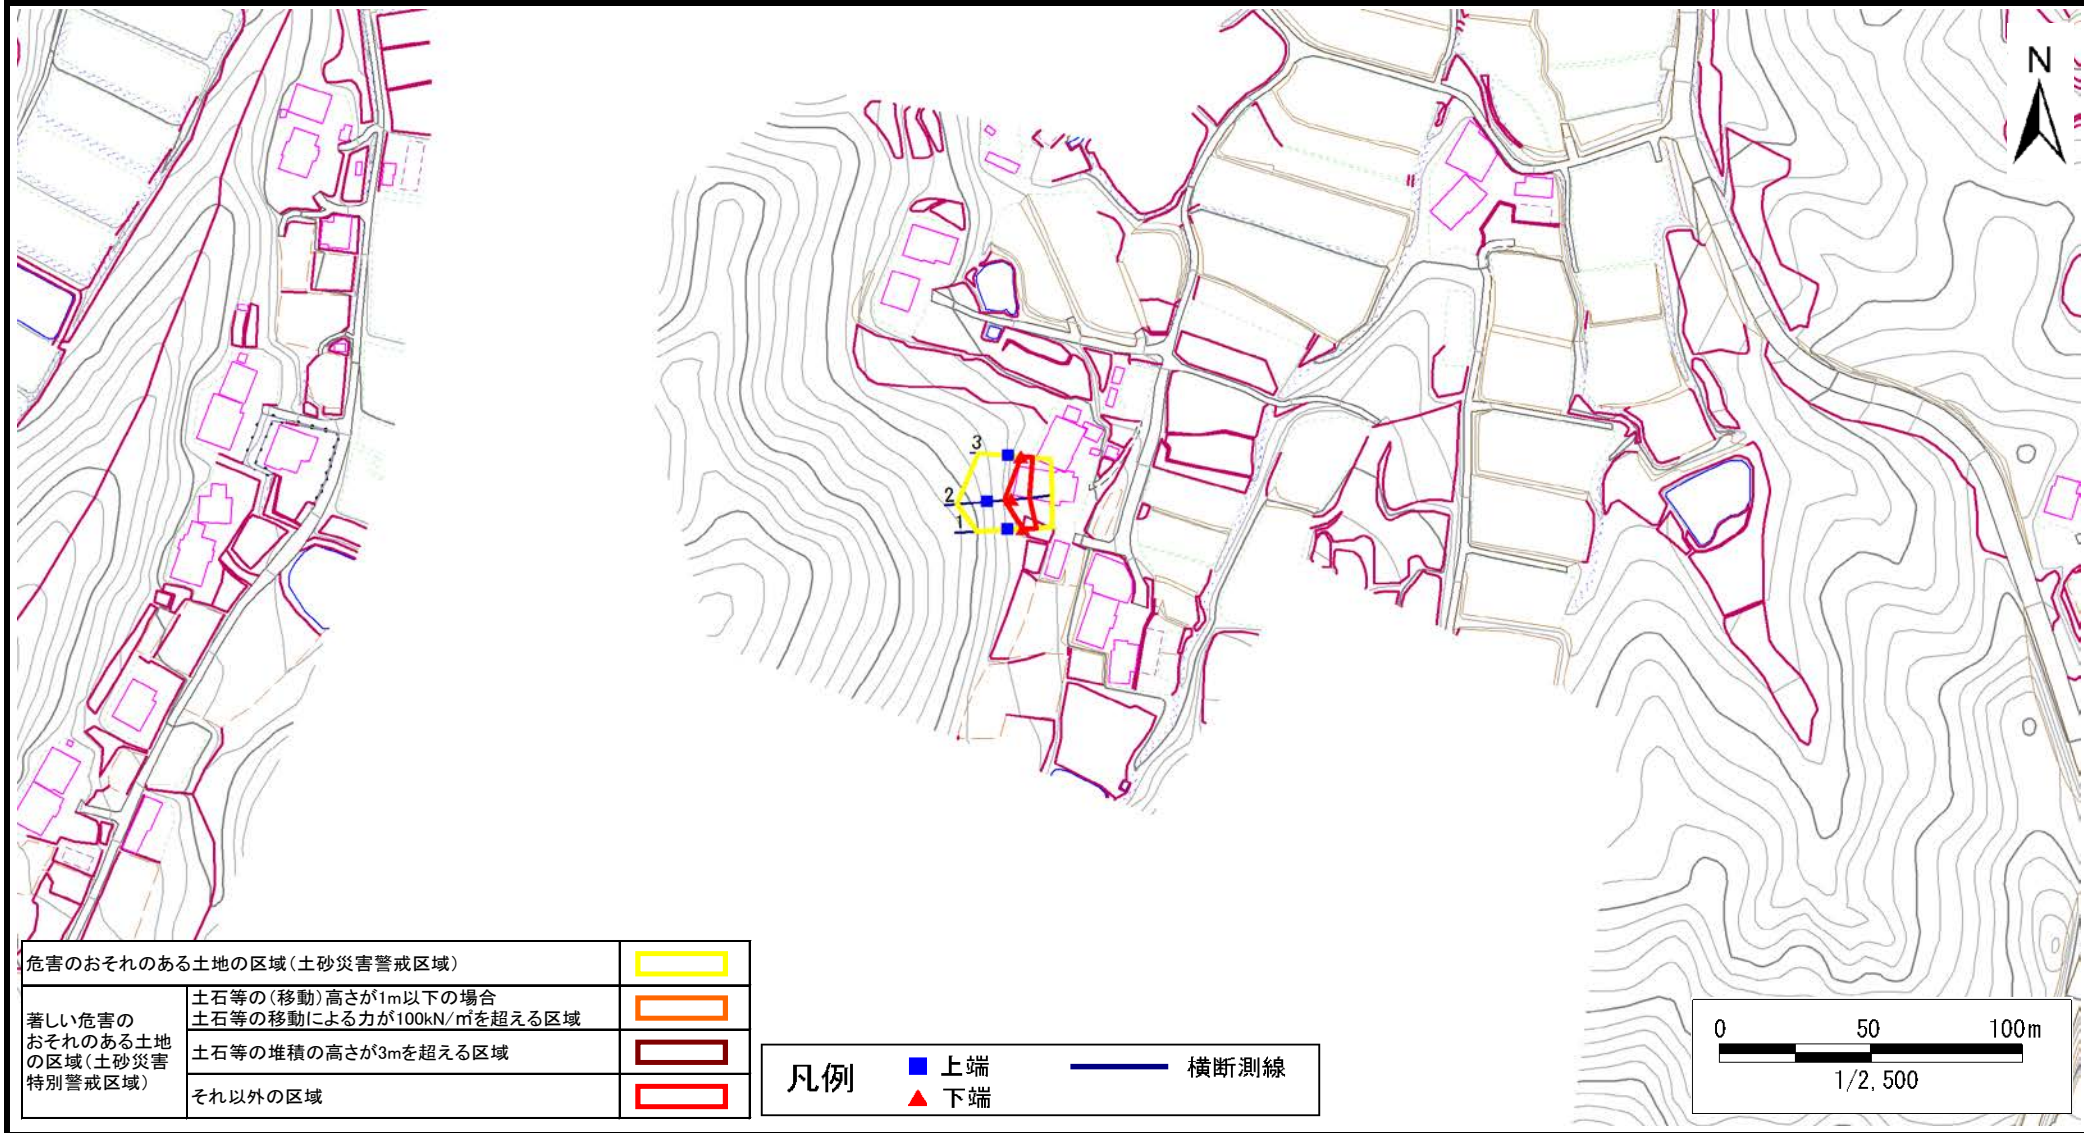 N
3
2
1
危害のおそれのある土地の区域(土砂災害警戒区域)
著しい危害の
おそれのある土地
の区域(土砂災害
特別警戒区域)
土石等の(移動)高さが1m以下の場合
土石等の移動による力が100kN/㎡を超える区域
土石等の堆積の高さが3mを超える区域
それ以外の区域
凡例
上端
下端
横断測線
0 50 100m
1/2,500